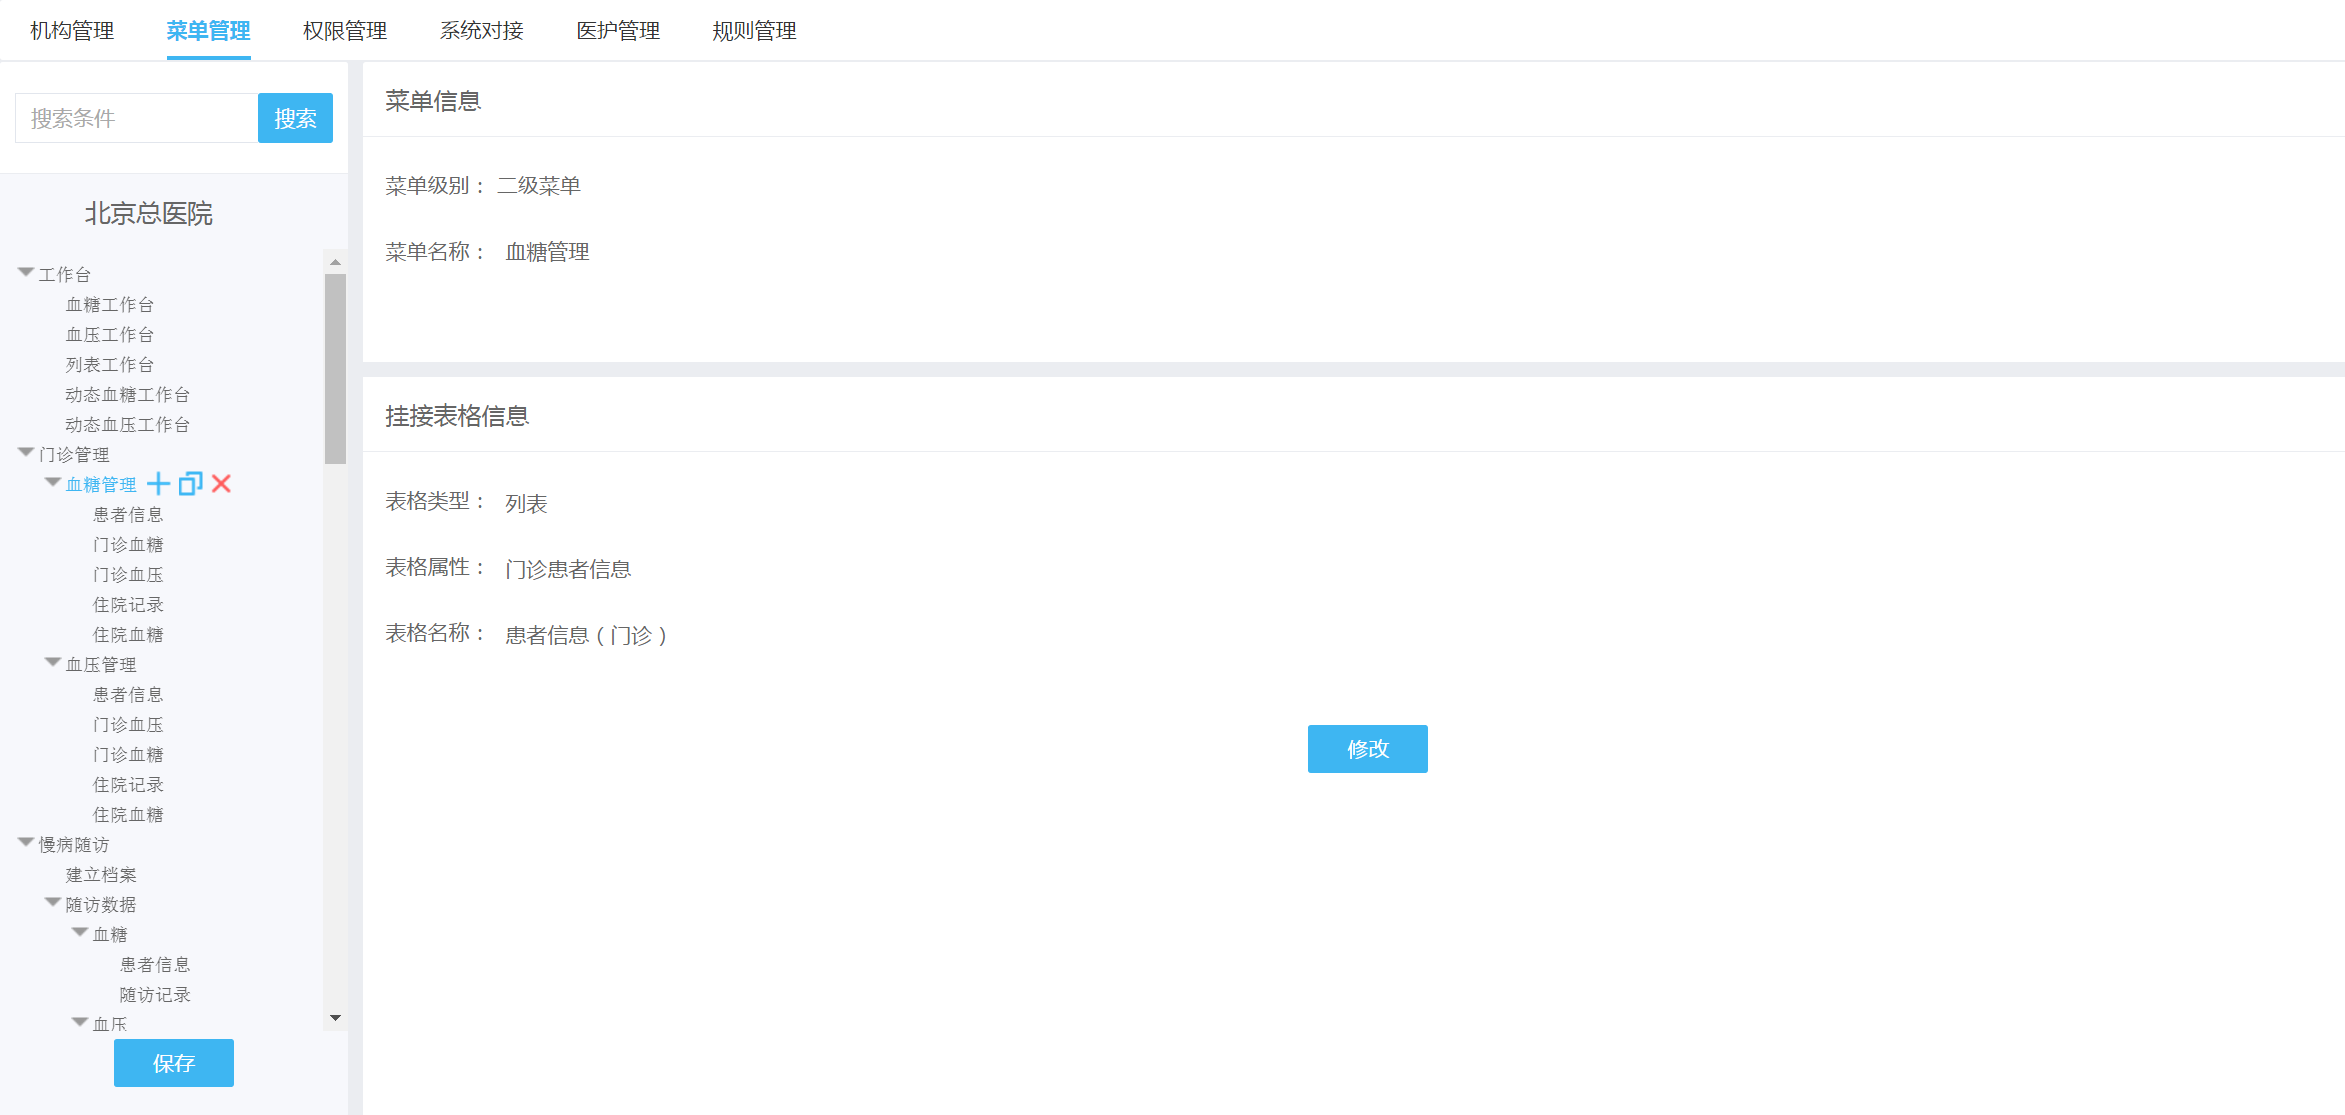 机构管理 菜单管理 权限管理 系统对接 医护管理 规则管理
搜索条件 搜索
北京总医院
工作台
血糖工作台
血压工作台
列表工作台
动态血糖工作台
动态血压工作台
门诊管理
血糖管理
患者信息
门诊血糖
门诊血压
住院记录
住院血糖
血压管理
患者信息
门诊血压
门诊血糖
住院记录
住院血糖
慢病随访
建立档案
随访数据
血糖
患者信息
随访记录
血压
保存
菜单信息
菜单级别： 二级菜单
菜单名称： 血糖管理
挂接表格信息
表格类型： 列表
表格属性： 门诊患者信息
表格名称： 患者信息（门诊）
修改